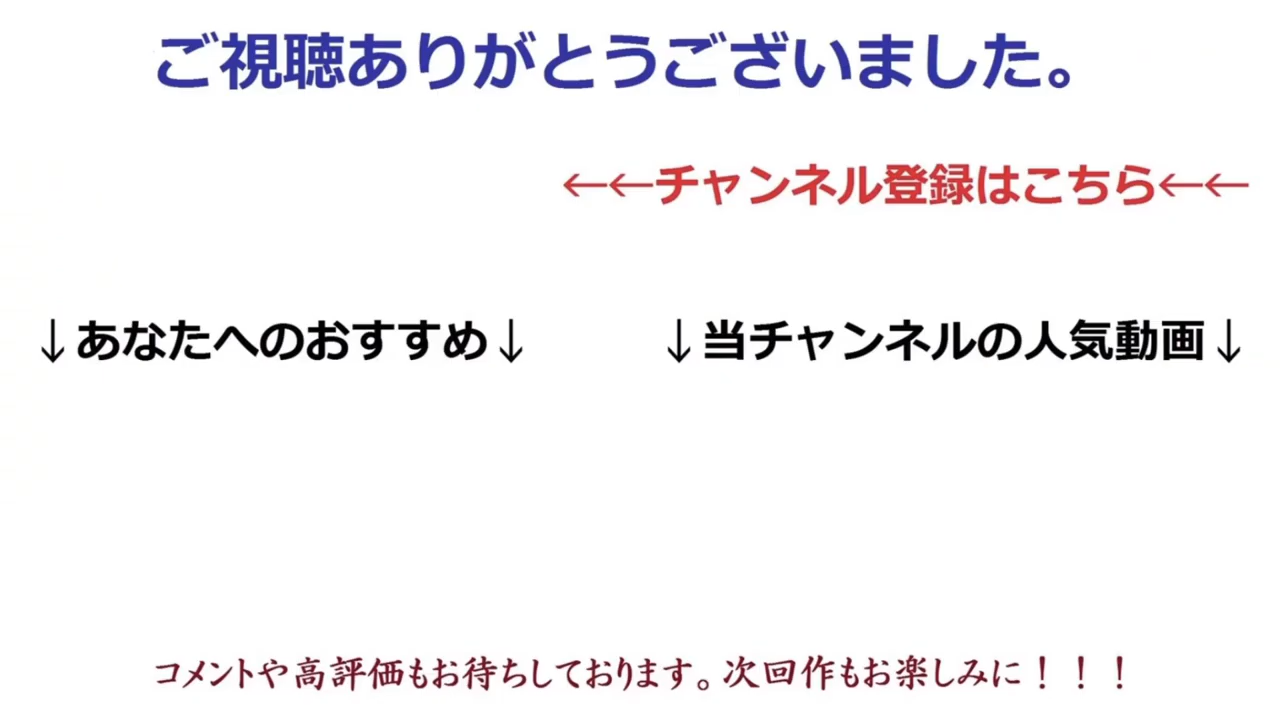 ご視聴ありがとうございました。
←←チャンネル登録はこちら←←
↓あなたへのおすすめ↓
↓当チャンネルの人気動画↓
コメントや高評価もお待ちしております。次回作もお楽しみに！！！